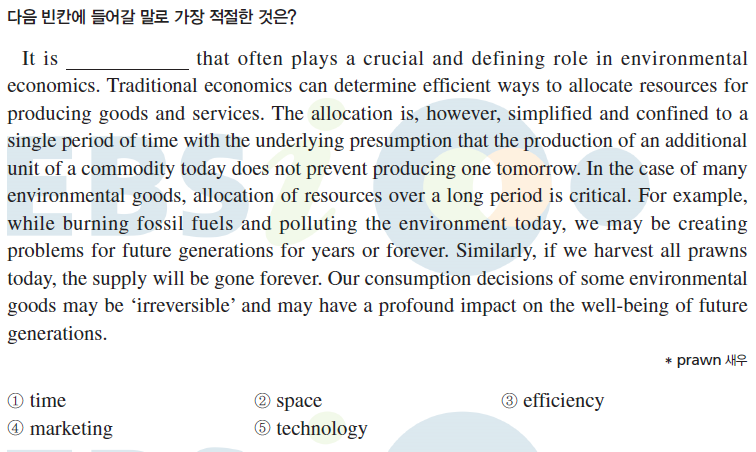 다음 빈칸에 들어갈 말로 가장 적절한 것은?
It is ____________ that often plays a crucial and defining role in environmental
economics. Traditional economics can determine efficient ways to allocate resources for
producing goods and services. The allocation is, however, simplified and confined to a
single period of time with the underlying presumption that the production of an additional
unit of a commodity today does not prevent producing one tomorrow. In the case of many
environmental goods, allocation of resources over a long period is critical. For example,
while burning fossil fuels and polluting the environment today, we may be creating
problems for future generations for years or forever. Similarly, if we harvest all prawns
today, the supply will be gone forever. Our consumption decisions of some environmental
goods may be ‘irreversible’ and may have a profound impact on the well-being of future
generations.
* prawn 새우
① time ② space ③ efficiency
④ marketing ⑤ technology
EBSi